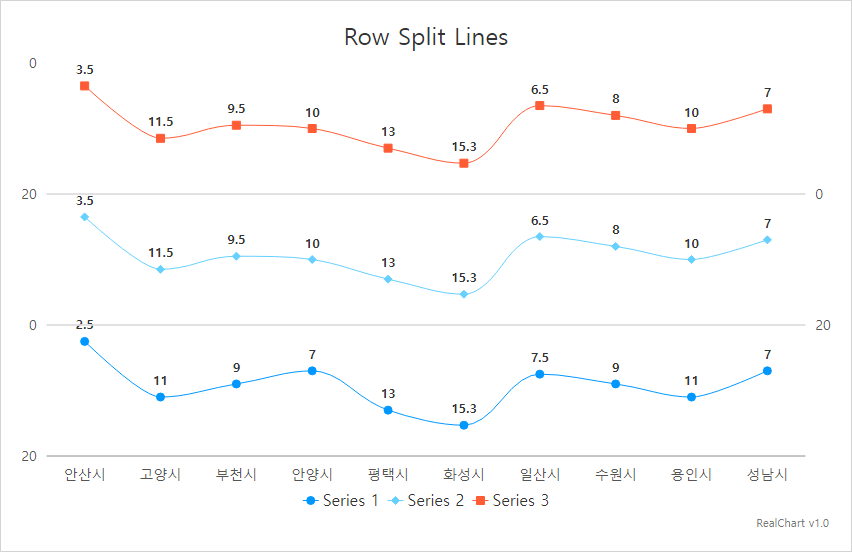 Row Split Lines
0
3.5 11.5 9.5 10 13 15.3 6.5 8 10 7
20 0
3.5 11.5 9.5 10 13 15.3 6.5 8 10 7
0 20
2.5 11 9 7 13 15.3 7.5 9 11 7
20
안산시 고양시 부천시 안양시 평택시 화성시 일산시 수원시 용인시 성남시
Series 1 Series 2 Series 3
RealChart v1.0